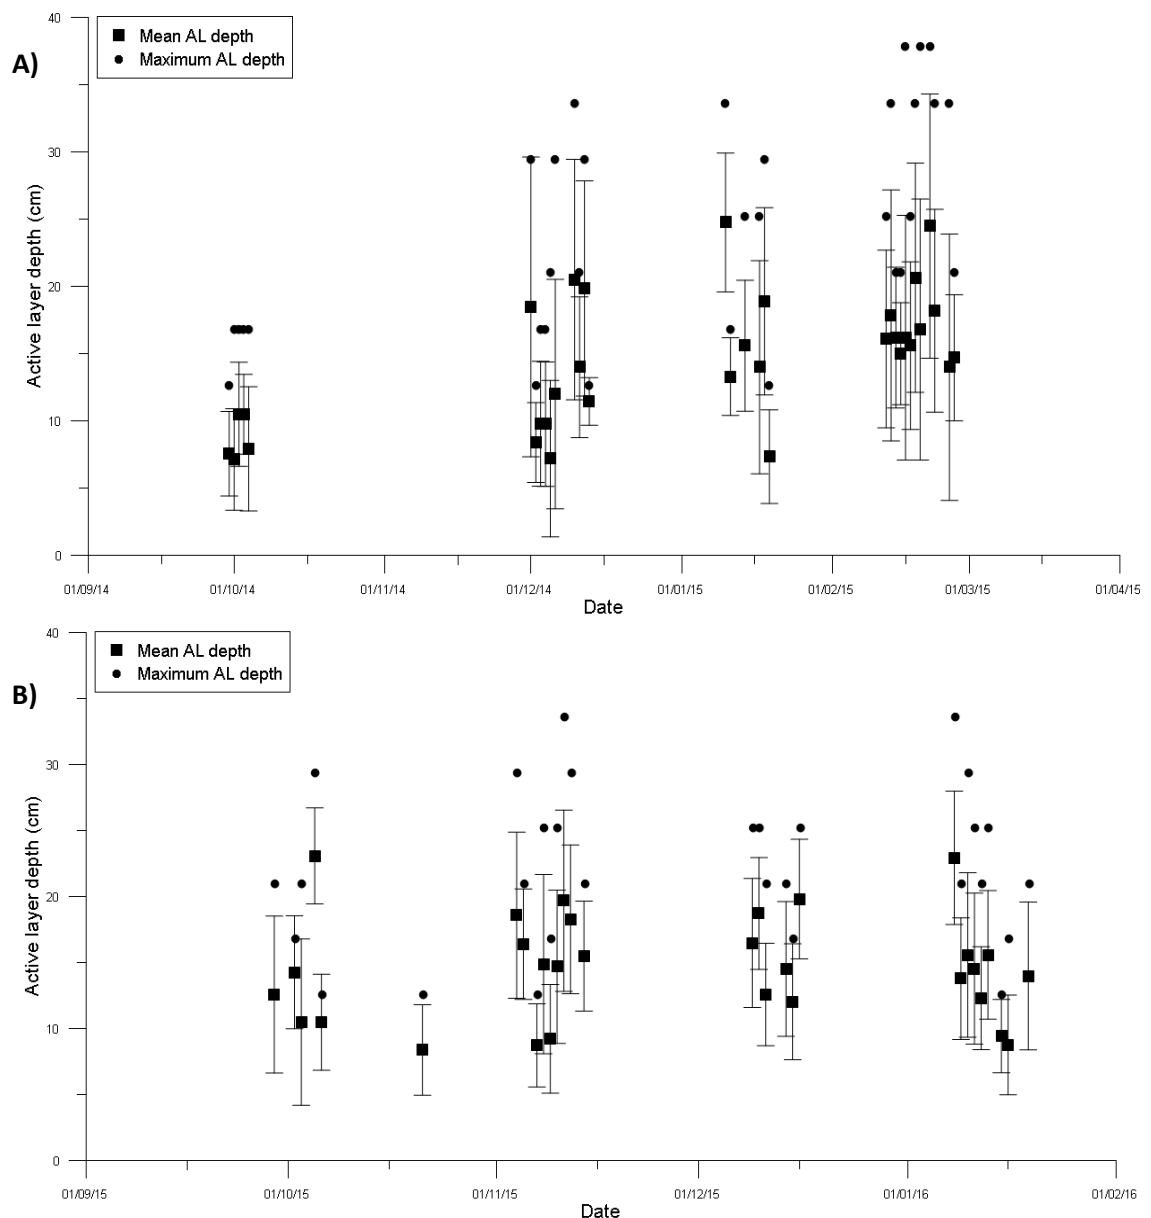 A)
Mean AL depth
Maximum AL depth
Active layer depth (cm)
40
30
20
10
0
01/09/14 01/10/14 01/11/14 01/12/14 01/01/15 01/02/15 01/03/15 01/04/15
Date
B)
Mean AL depth
Maximum AL depth
Active layer depth (cm)
40
30
20
10
0
01/09/15 01/10/15 01/11/15 01/12/15 01/01/16 01/02/16
Date